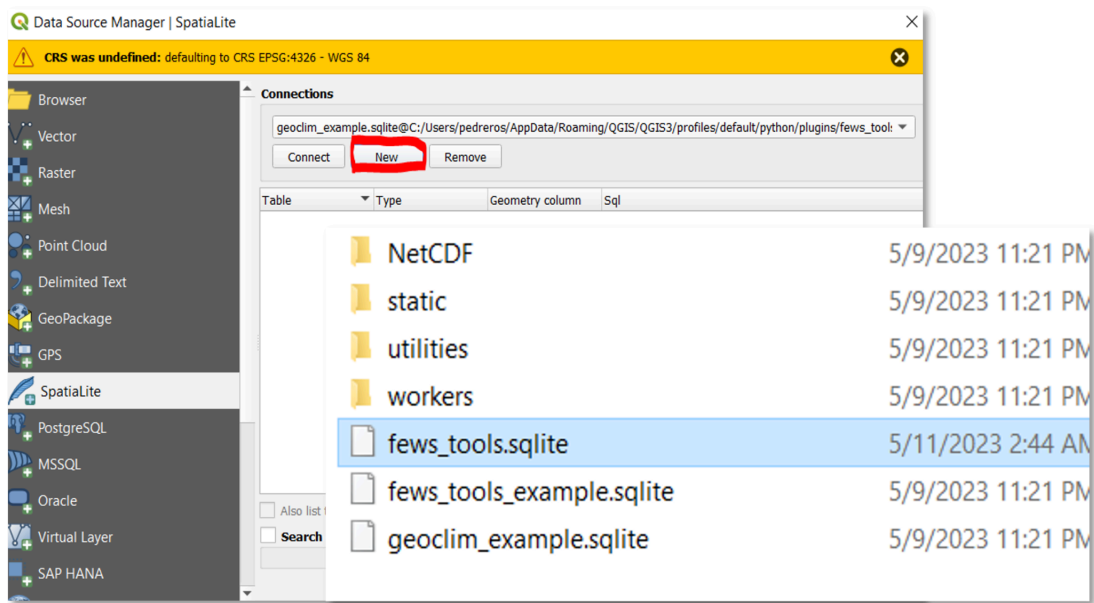 Data Source Manager | SpatiaLite
CRS was undefined: defaulting to CRS EPSG:4326 - WGS 84
Browser
Vector
Raster
Mesh
Point Cloud
Delimited Text
GeoPackage
GPS
SpatiaLite
PostgreSQL
MSSQL
Oracle
Virtual Layer
SAP HANA
Connections
geoclim_example.sqlite@C:/Users/pedreros/AppData/Roaming/QGIS/QGIS3/profiles/default/python/plugins/fews_tool:
Connect New Remove
Table Type Geometry column Sql
Also list
Search
NetCDF 5/9/2023 11:21 PM
static 5/9/2023 11:21 PM
utilities 5/9/2023 11:21 PM
workers 5/9/2023 11:21 PM
fews_tools.sqlite 5/11/2023 2:44 AM
fews_tools_example.sqlite 5/9/2023 11:21 PM
geoclim_example.sqlite 5/9/2023 11:21 PM